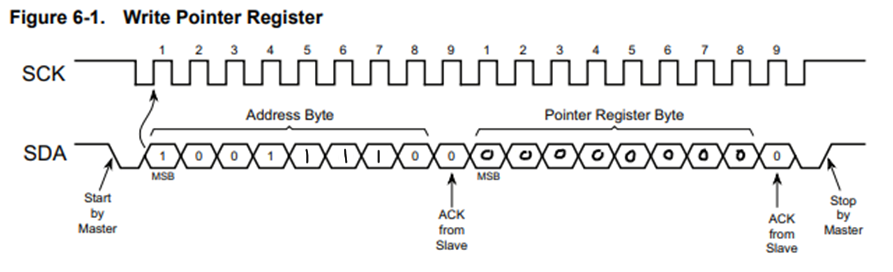 Figure 6-1. Write Pointer Register
1 2 3 4 5 6 7 8 9 1 2 3 4 5 6 7 8 9
SCK
Address Byte Pointer Register Byte
SDA 1 0 0 1 1 1 1 0 0 0 0 0 0 0 0 0 0 0
MSB MSB
Start
by
Master
ACK
from
Slave
ACK
from
Slave
Stop
by
Master